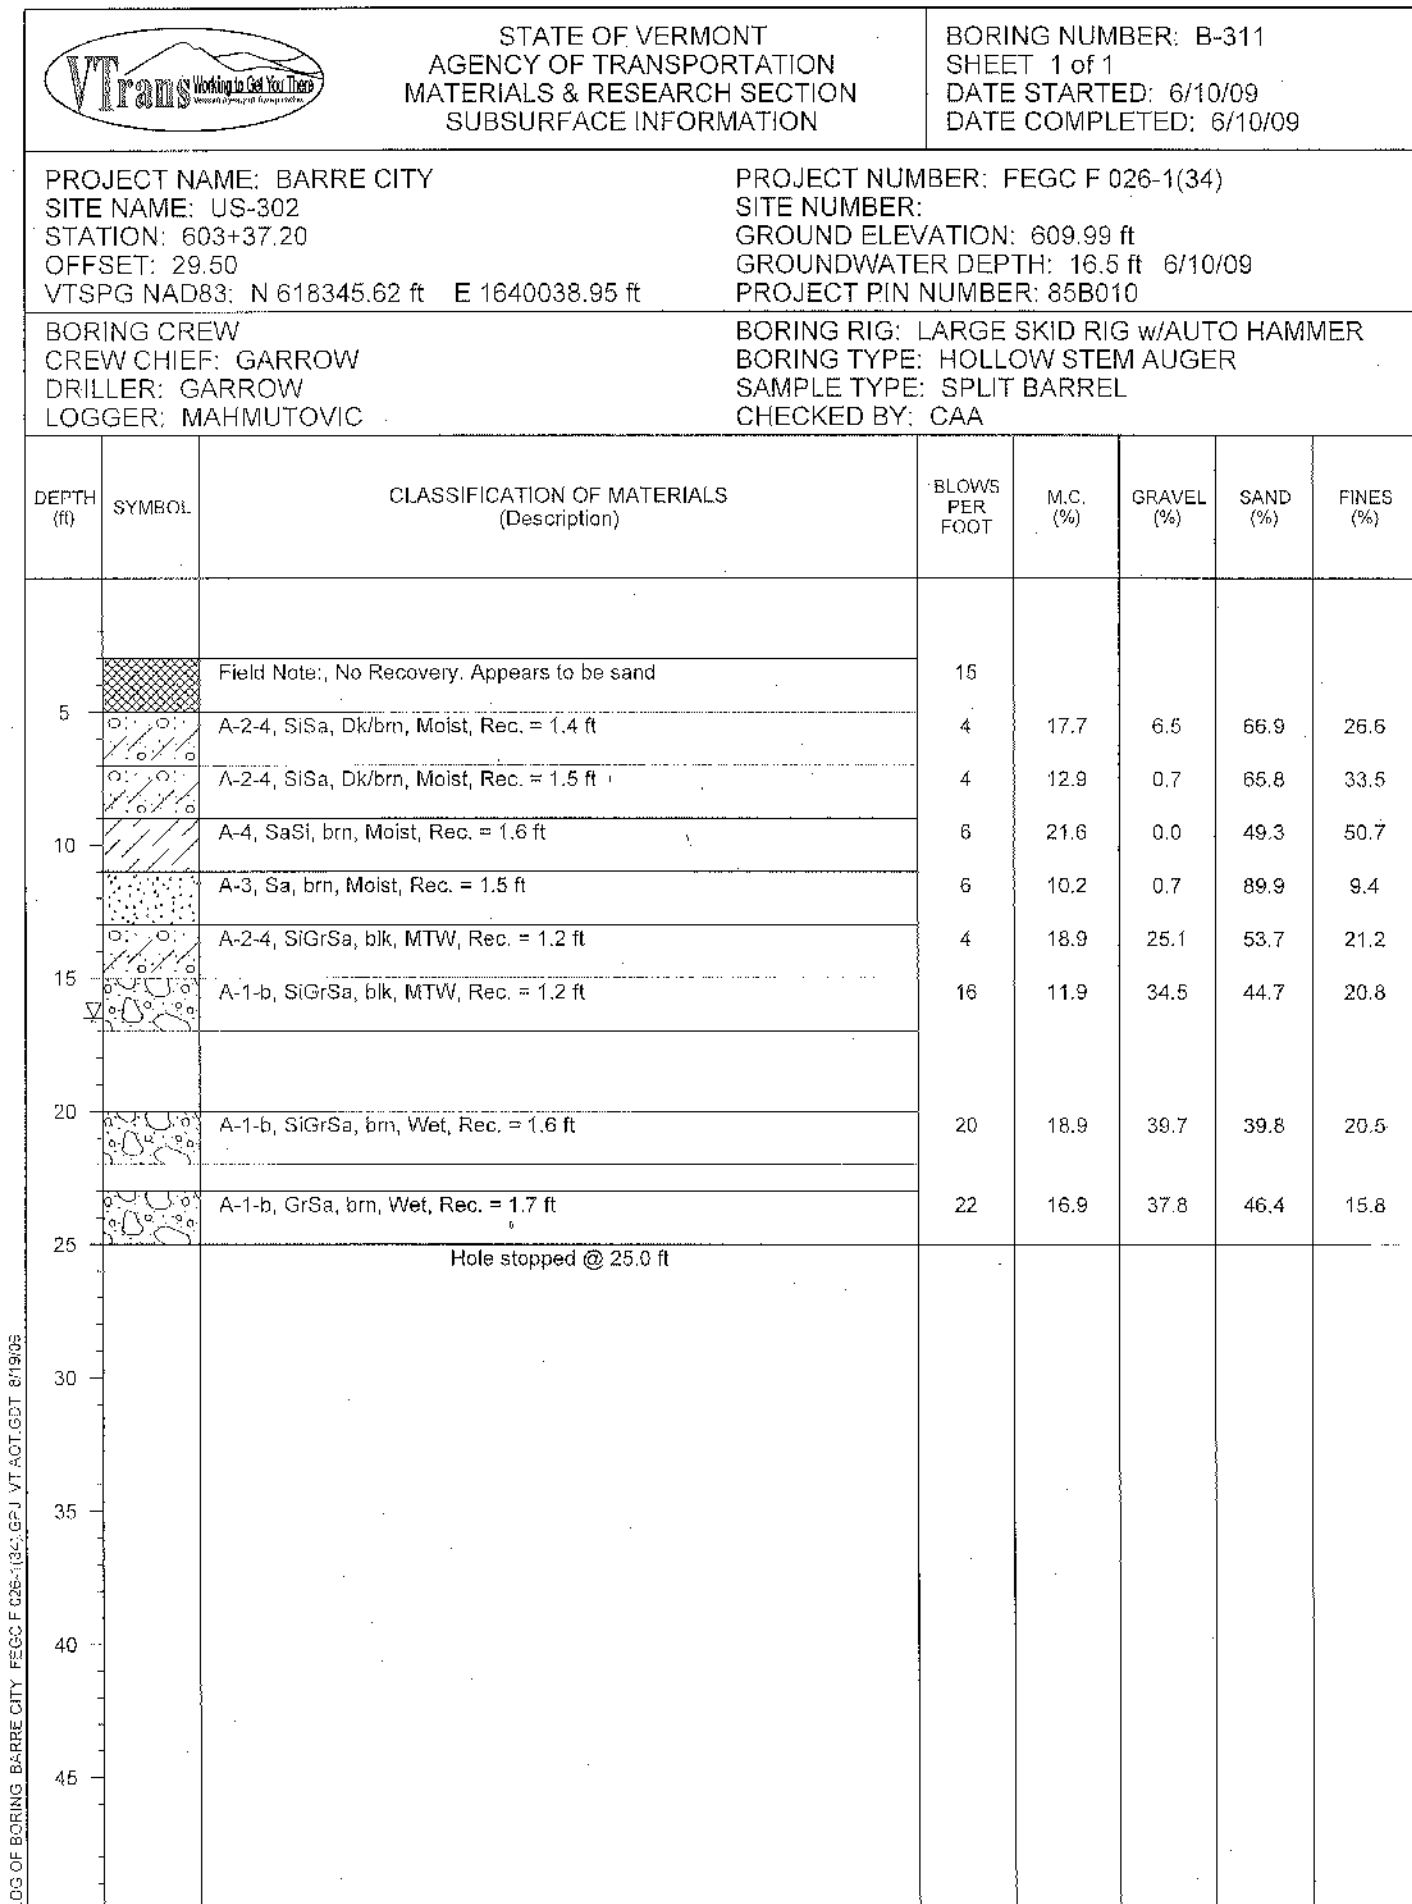 VTrans Working to Get You There
STATE OF VERMONT
AGENCY OF TRANSPORTATION
MATERIALS & RESEARCH SECTION
SUBSURFACE INFORMATION
BORING NUMBER: B-311
SHEET 1 of 1
DATE STARTED: 6/10/09
DATE COMPLETED: 6/10/09
PROJECT NAME: BARRE CITY
SITE NAME: US-302
STATION: 603+37.20
OFFSET: 29.50
VTSPG NAD83: N 618345.62 ft E 1640038.95 ft
PROJECT NUMBER: FEGC F 026-1(34)
SITE NUMBER:
GROUND ELEVATION: 609.99 ft
GROUNDWATER DEPTH: 16.5 ft 6/10/09
PROJECT PIN NUMBER: 85B010
BORING CREW
CREW CHIEF: GARROW
DRILLER: GARROW
LOGGER: MAHMUTOVIC
BORING RIG: LARGE SKID RIG w/AUTO HAMMER
BORING TYPE: HOLLOW STEM AUGER
SAMPLE TYPE: SPLIT BARREL
CHECKED BY: CAA
DEPTH (ft) SYMBOL CLASSIFICATION OF MATERIALS (Description) BLOWS PER FOOT M.C. (%) GRAVEL (%) SAND (%) FINES (%)
Field Note:, No Recovery, Appears to be sand 15
5
A-2-4, SiSa, Dk/brn, Moist, Rec. = 1.4 ft 4 17.7 6.5 66.9 26.6
A-2-4, SiSa, Dk/brn, Moist, Rec. = 1.5 ft 4 12.9 0.7 65.8 33.5
A-4, SaSi, brn, Moist, Rec. = 1.6 ft 6 21.6 0.0 49.3 50.7
10
A-3, Sa, brn, Moist, Rec. = 1.5 ft 6 10.2 0.7 89.9 9.4
A-2-4, SiGrSa, blk, MTW, Rec. = 1.2 ft 4 18.9 25.1 53.7 21.2
15
A-1-b, SiGrSa, blk, MTW, Rec. = 1.2 ft 16 11.9 34.5 44.7 20.8
20
A-1-b, SiGrSa, brn, Wet, Rec. = 1.6 ft 20 18.9 39.7 39.8 20.5
A-1-b, GrSa, brn, Wet, Rec. = 1.7 ft 22 16.9 37.8 46.4 15.8
25
Hole stopped @ 25.0 ft
30
35
40
45
LOG OF BORING BARRE CITY FEGC F 026-1(34).GPJ VT AOT.GDT 8/19/09